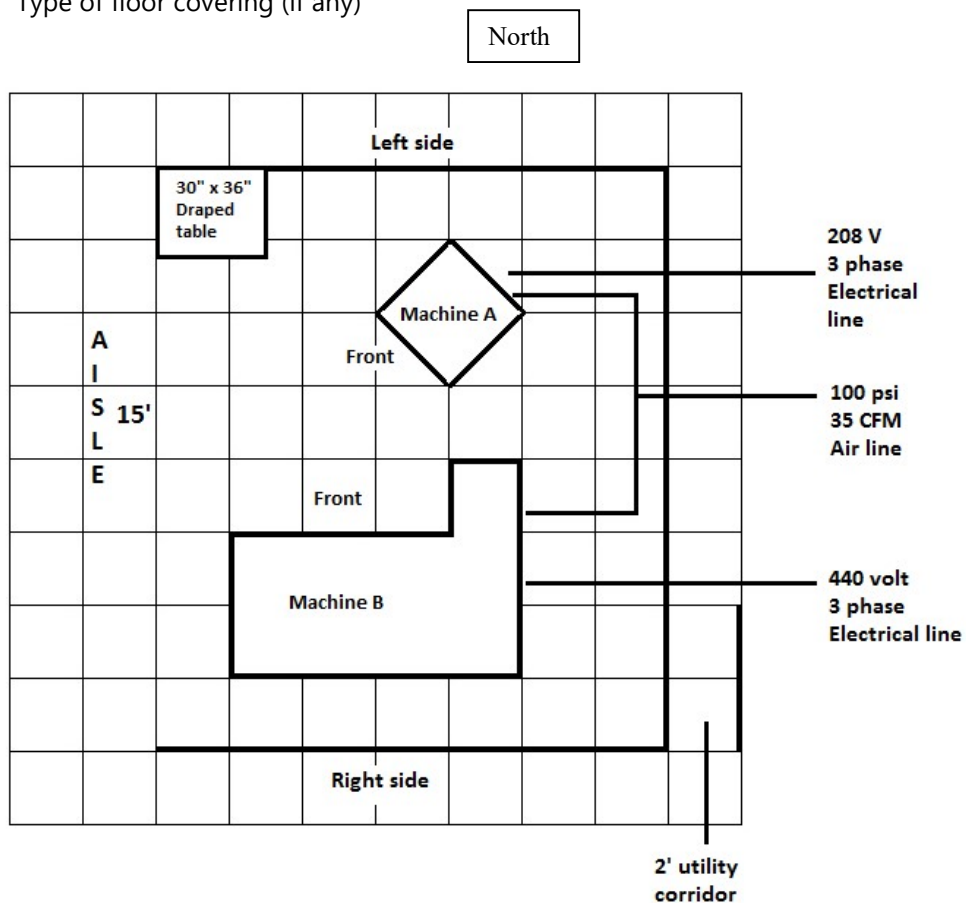 Type of floor covering (if any)
North
Left side
30" x 36"
Draped
table
208 V
3 phase
Electrical
line
Machine A
Front
A
I
S
L
E
15'
100 psi
35 CFM
Air line
Front
Machine B
440 volt
3 phase
Electrical line
Right side
2' utility
corridor